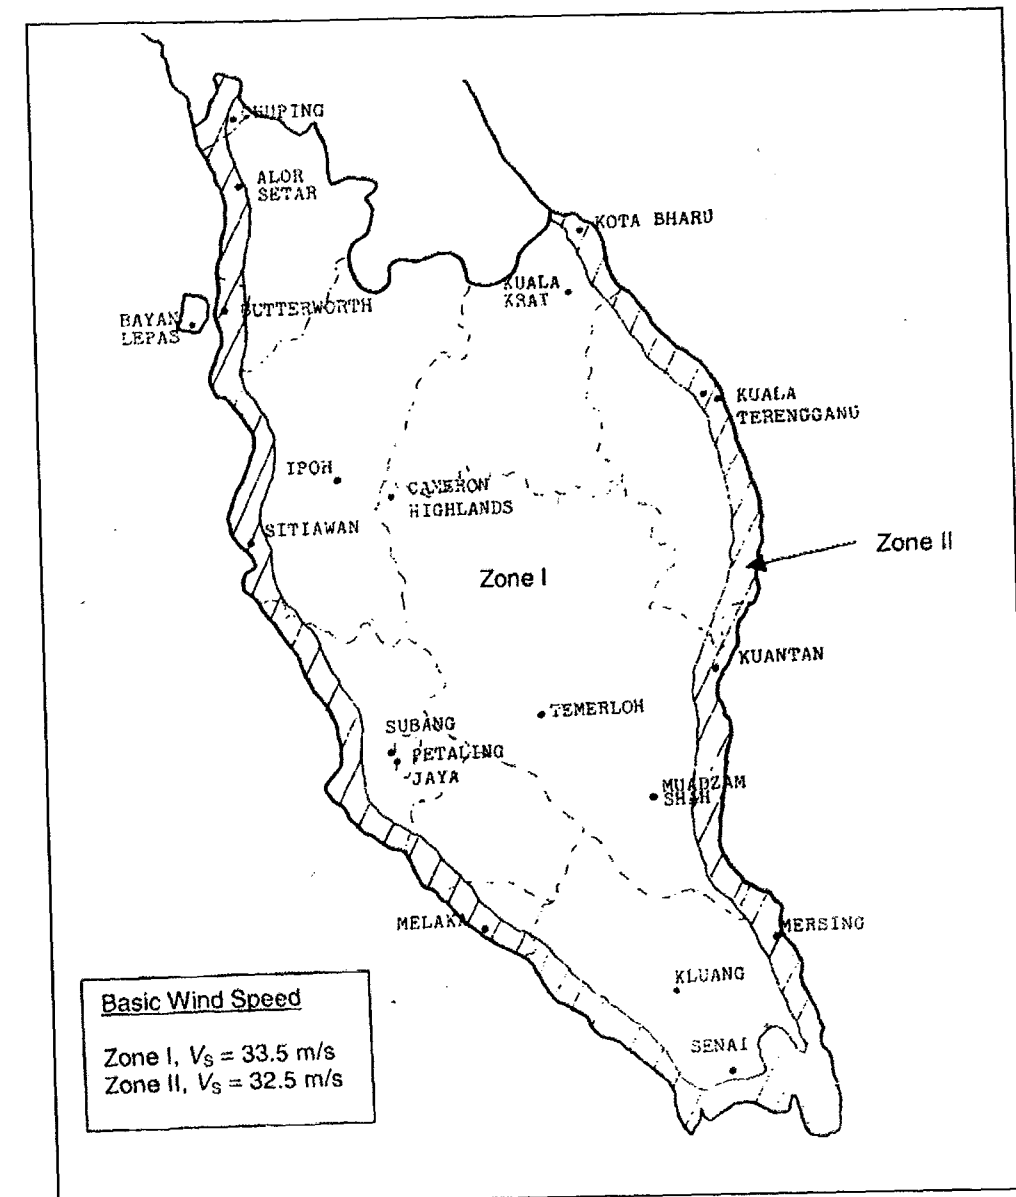 CHUPING
ALOR
SETAR
KOTA BHARU
KUALA
KRAI
BUTTERWORTH
BAYAN
LEPAS
KUALA
TERENGGANU
IPOH
CAMERON
HIGHLANDS
SITIAWAN
Zone II
Zone I
KUANTAN
TEMERLOH
SUBANG
PETALING
JAYA
MUADZAM
SHAH
MELAKA
MERSING
KLUANG
SENAI
Basic Wind Speed
Zone I, Vs = 33.5 m/s
Zone II, Vs = 32.5 m/s